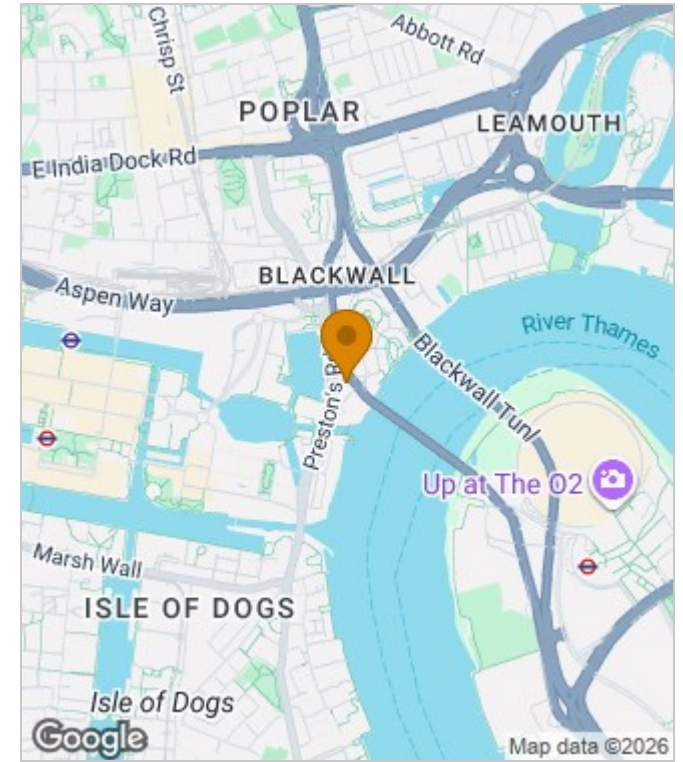 Chrisp St
Abbott Rd
POPLAR
LEAMOUTH
E India Dock Rd
BLACKWALL
Aspen Way
River Thames
Preston's R
Blackwall Tunl
Up at The O2
Marsh Wall
ISLE OF DOGS
Isle of Dogs
Google
Map data ©2026